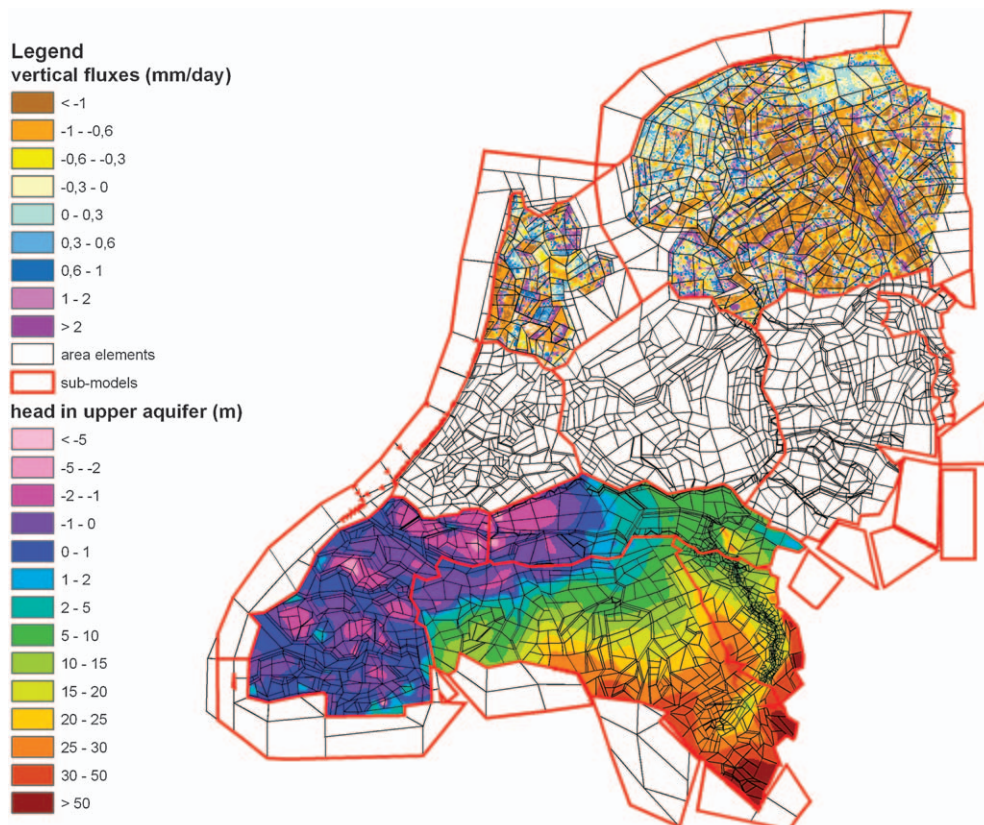 Legend
vertical fluxes (mm/day)
< -1
-1 - -0,6
-0,6 - -0,3
-0,3 - 0
0 - 0,3
0,3 - 0,6
0,6 - 1
1 - 2
> 2
area elements
sub-models
head in upper aquifer (m)
< -5
-5 - -2
-2 - -1
-1 - 0
0 - 1
1 - 2
2 - 5
5 - 10
10 - 15
15 - 20
20 - 25
25 - 30
30 - 50
> 50